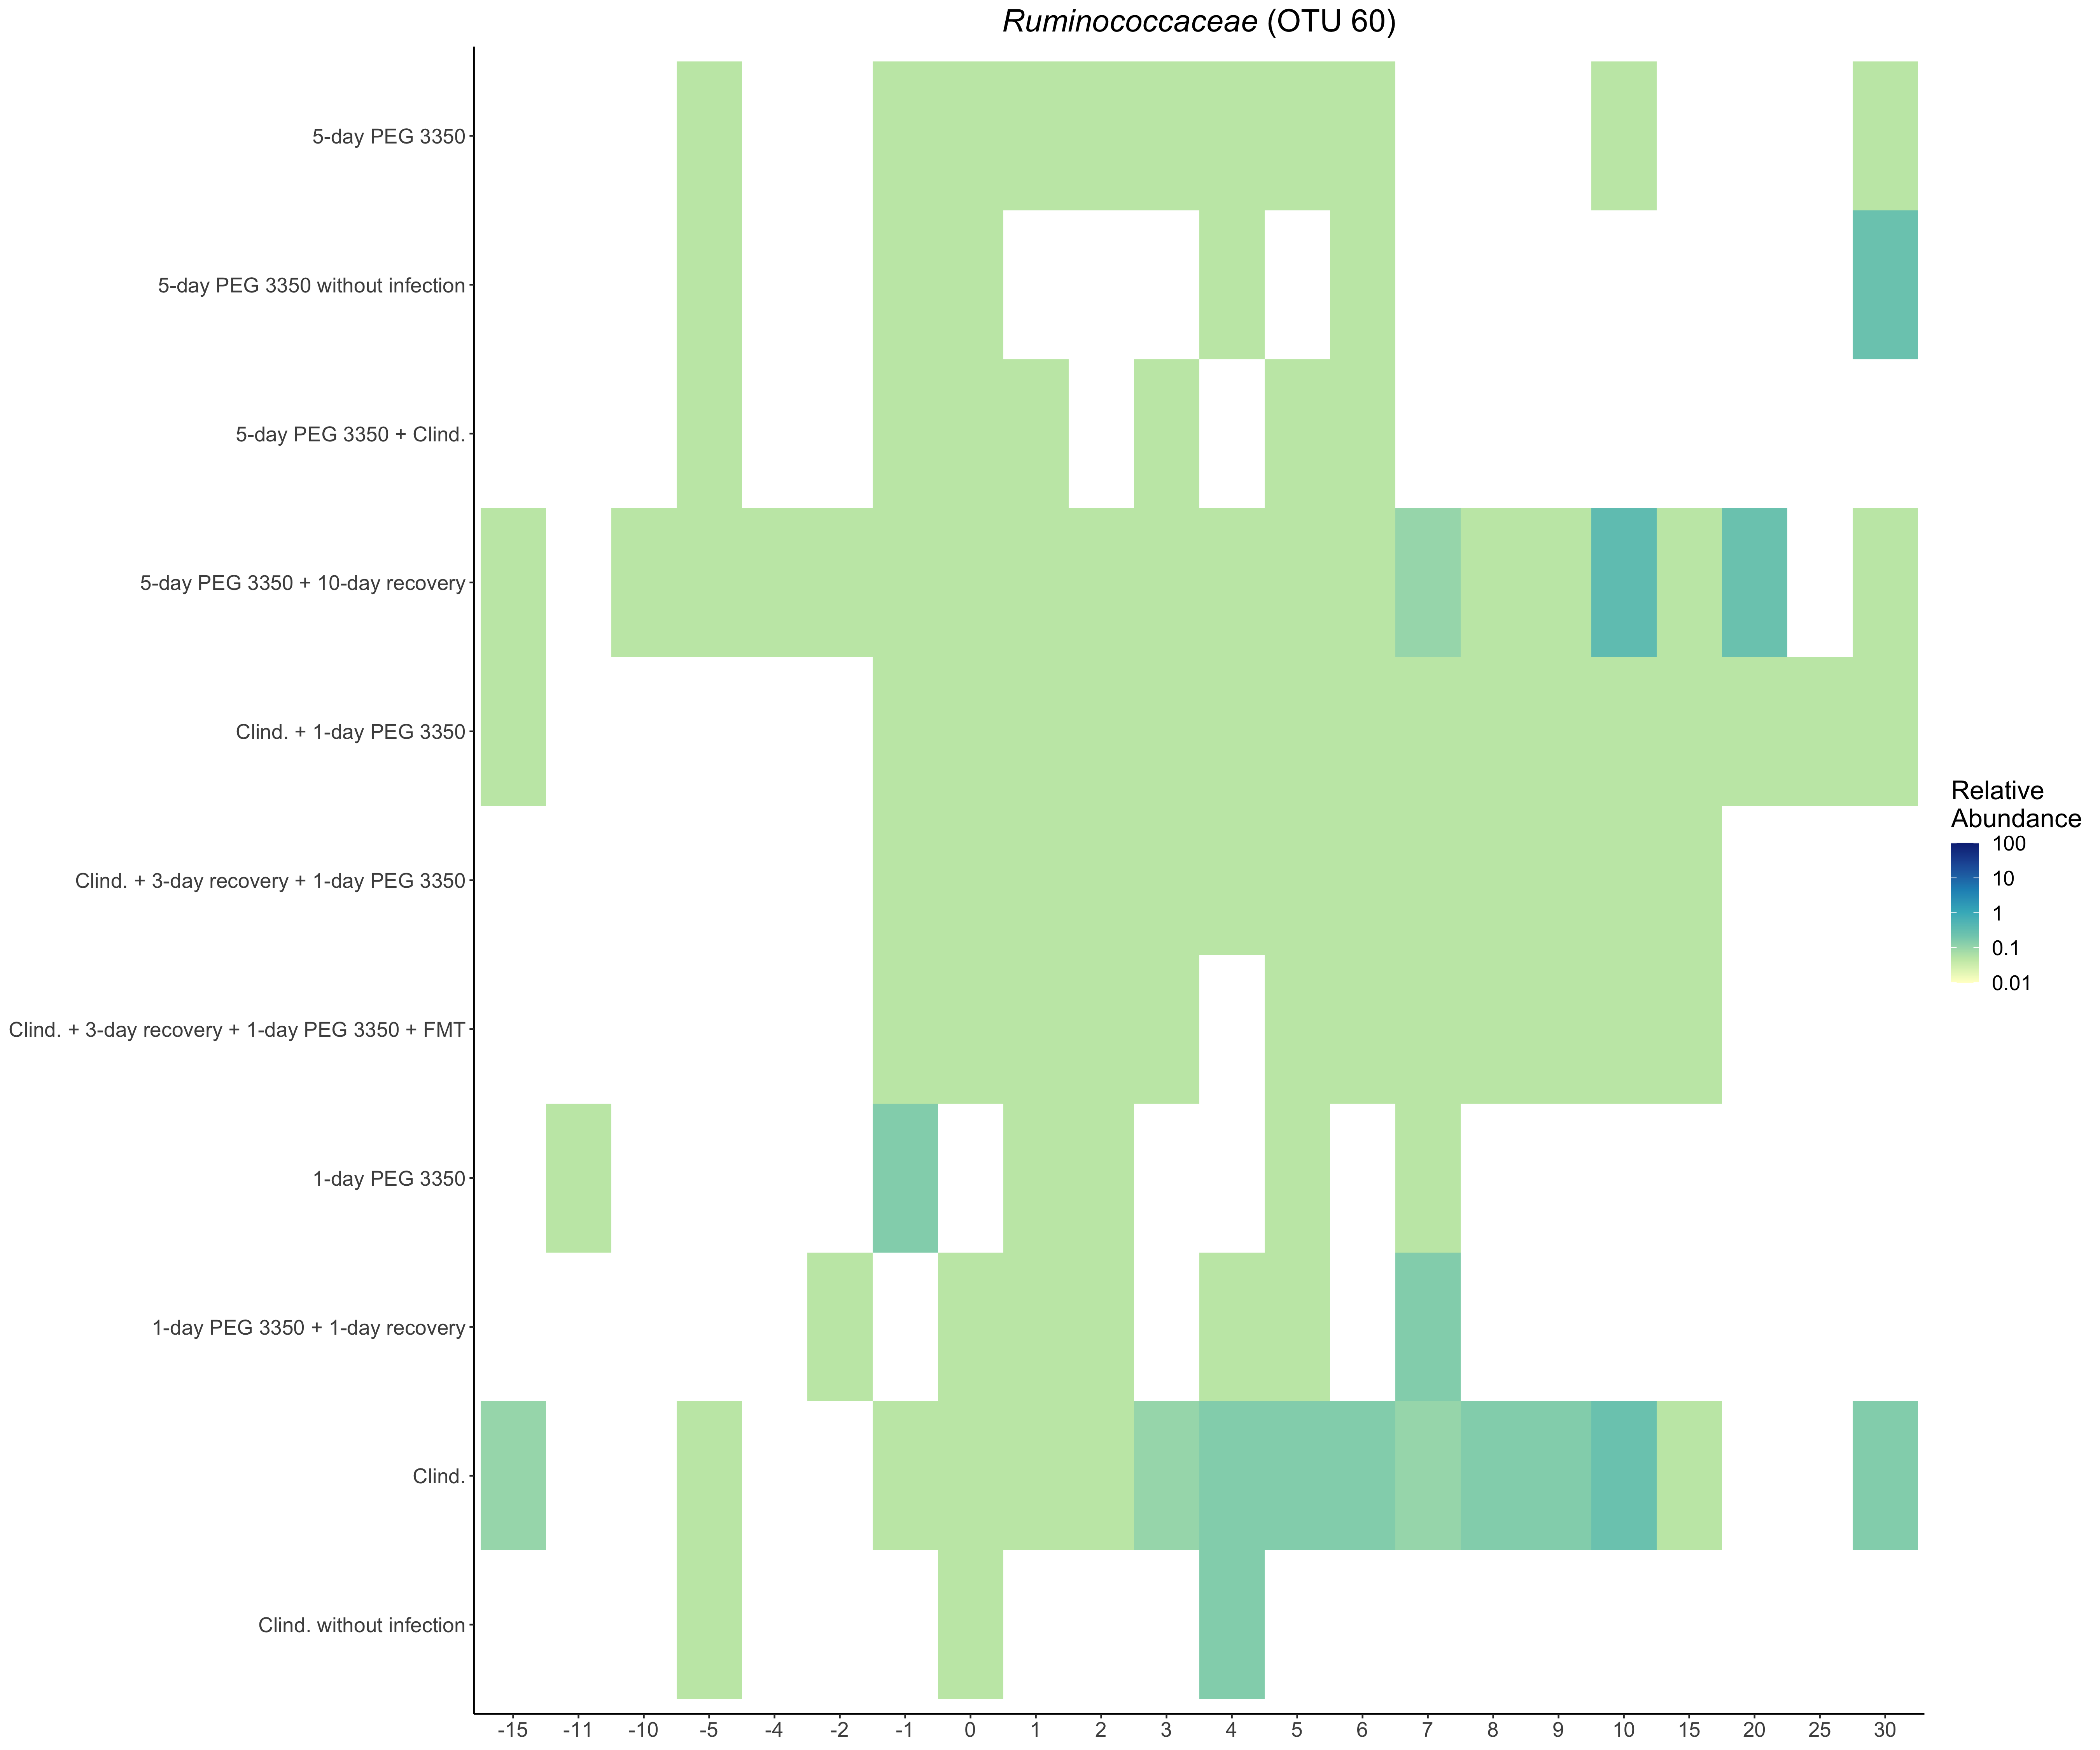 Ruminococcaceae (OTU 60)
5-day PEG 3350
5-day PEG 3350 without infection
5-day PEG 3350 + Clind.
5-day PEG 3350 + 10-day recovery
Clind. + 1-day PEG 3350
Clind. + 3-day recovery + 1-day PEG 3350
Clind. + 3-day recovery + 1-day PEG 3350 + FMT
1-day PEG 3350
1-day PEG 3350 + 1-day recovery
Clind.
Clind. without infection
-15 -11 -10 -5 -4 -2 -1 0 1 2 3 4 5 6 7 8 9 10 15 20 25 30
Relative
Abundance
100
10
1
0.1
0.01